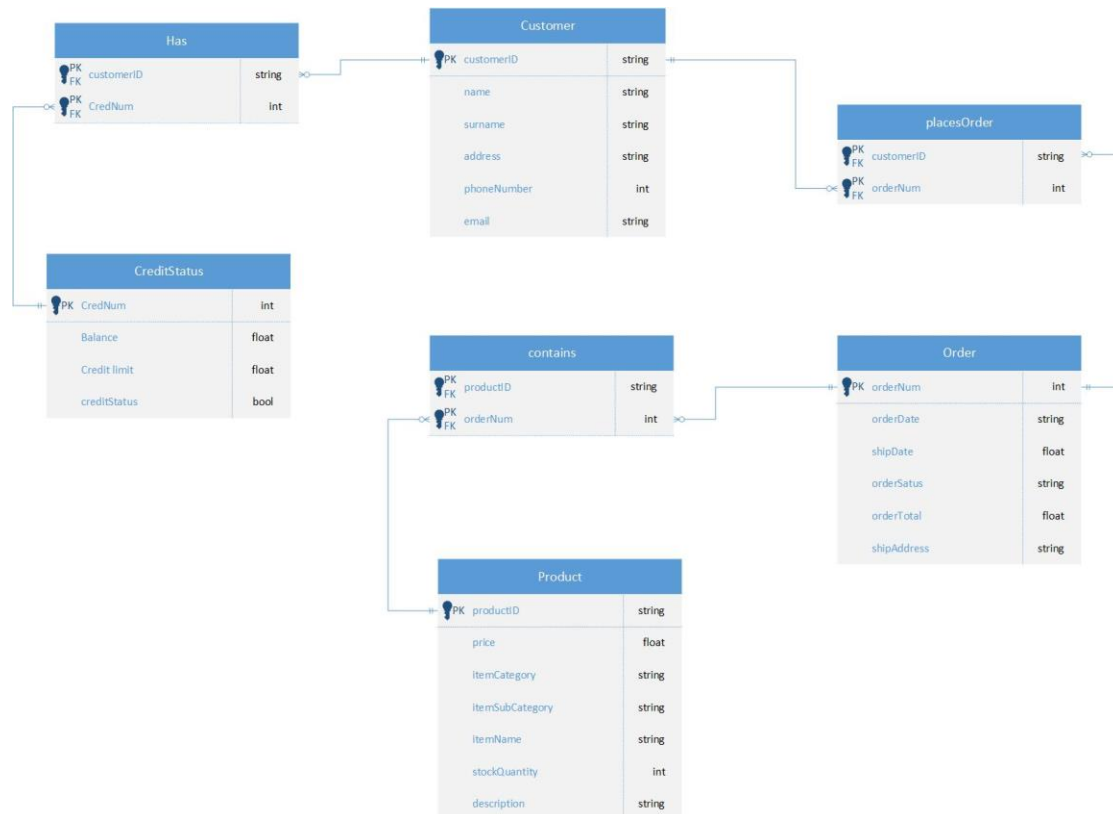 Has
PK
FK customerID string
PK
FK CredNum int
Customer
PK customerID string
name string
surname string
address string
phoneNumber int
email string
placesOrder
PK
FK customerID string
PK
FK orderNum int
CreditStatus
PK CredNum int
Balance float
Credit limit float
creditStatus bool
contains
PK
FK productID string
PK
FK orderNum int
Order
PK orderNum int
orderDate string
shipDate float
orderSatus string
orderTotal float
shipAddress string
Product
PK productID string
price float
itemCategory string
itemSubCategory string
itemName string
stockQuantity int
description string